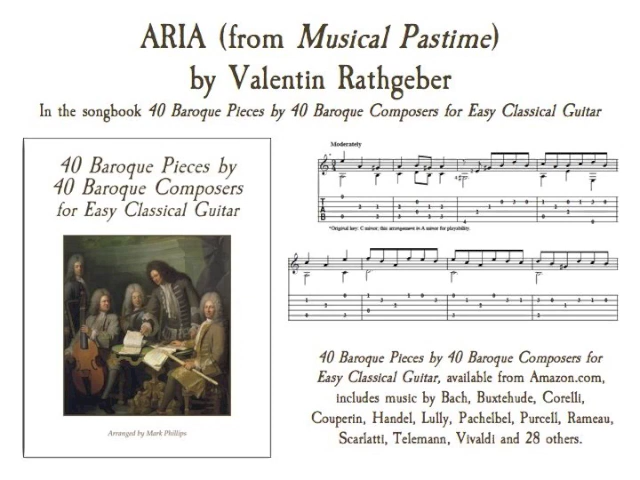 ARIA (from Musical Pastime)
by Valentin Rathgeber
In the songbook 40 Baroque Pieces by 40 Baroque Composers for Easy Classical Guitar
40 Baroque Pieces by
40 Baroque Composers
for Easy Classical Guitar
Arranged by Mark Phillips
Moderately
*Original key: C minor; this arrangement in A minor for playability.
40 Baroque Pieces by 40 Baroque Composers for
Easy Classical Guitar, available from Amazon.com,
includes music by Bach, Buxtehude, Corelli,
Couperin, Handel, Lully, Pachelbel, Purcell, Rameau,
Scarlatti, Telemann, Vivaldi and 28 others.